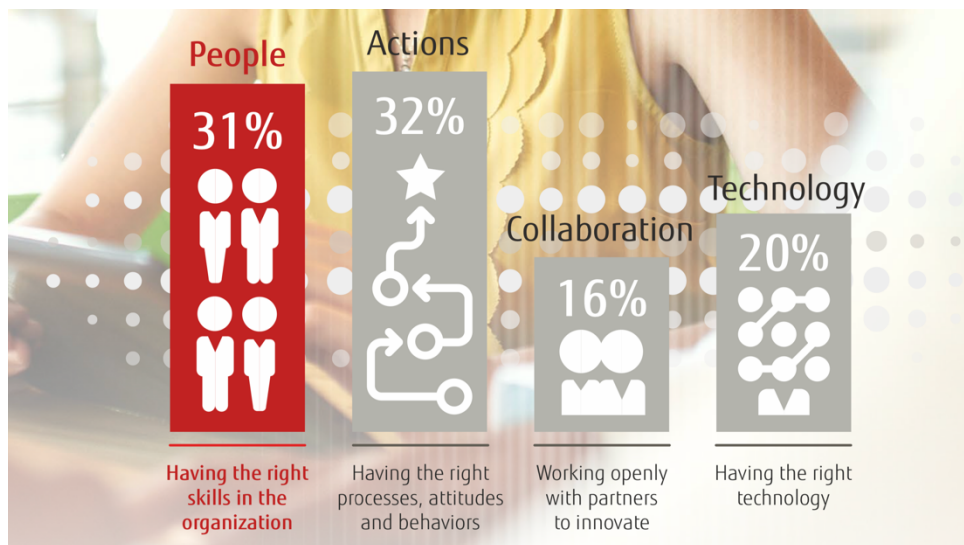 People
31%
Having the right
skills in the
organization
Actions
32%
Having the right
processes, attitudes
and behaviors
Collaboration
16%
Working openly
with partners
to innovate
Technology
20%
Having the right
technology